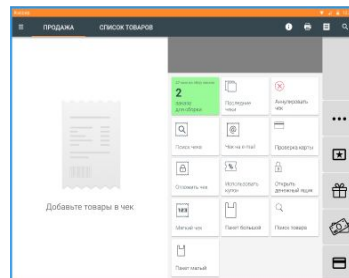 ПРОДАЖА
СПИСОК ТОВАРОВ
2
заказа
для сборки
Последние
чеки
Аннулировать
чек
Поиск чека
Чек на e-mail
Проверка карты
Отложить чек
Использовать
купон
Открыть
денежный ящик
123
Мягкий чек
Пакет большой
Поиск товара
Пакет малый
Добавьте
товары в чек